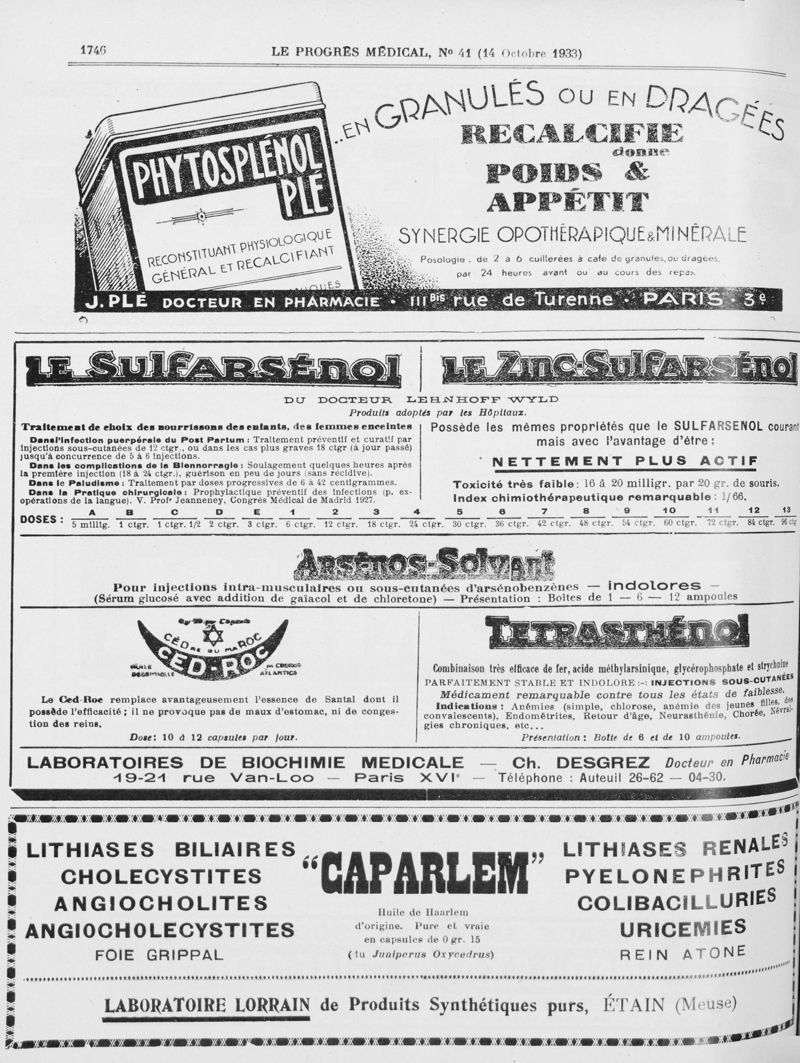 1746
LE PROGRÈS MÉDICAL, No 41 (14 Octobre 1933)
..EN GRANULÉS OU EN DRAGÉES
RECALCIFIE
donne
POIDS &
APPÉTIT
SYNERGIE OPOTHÉRAPIQUE & MINÉRALE
Posologie. de 2 à 6 cuillerées à café de granulés, ou dragées.
par 24 heures avant ou au cours des repas.
PHYTOSPLÉNOL
PLÉ
RECONSTITUANT PHYSIOLOGIQUE
GÉNÉRAL ET RECALCIFIANT
J. PLÉ DOCTEUR EN PHARMACIE • 111 Bis rue de Turenne • PARIS • 3e
LE SULFARSÉNOL
LE ZINC-SULFARSÉNOL
DU DOCTEUR LEHNHOFF WYLD
Produits adoptés par les Hôpitaux.
Traitement de choix des nourrissons des enfants, des femmes enceintes
Dans l'infection puerpérale du Post Partum : Traitement préventif et curatif par
injections sous-cutanées de 12 ctgr., ou dans les cas plus graves 18 ctgr (à jour passé)
jusqu'à concurrence de 5 à 6 injections.
Dans les complications de la Blennorragie : Soulagement quelques heures après
la première injection (18 à 24 ctgr.), guérison en peu de jours (sans récidive).
Dans le Paludisme : Traitement par doses progressives de 6 à 42 centigrammes.
Dans la Pratique chirurgicale : Prophylactique préventif des infections (p. ex-
opérations de la langue). V. Profr Jeanneney, Congrès Médical de Madrid 1927.
Possède les mêmes propriétés que le SULFARSENOL courant
mais avec l'avantage d'être :
NETTEMENT PLUS ACTIF
Toxicité très faible : 16 à 20 milligr. par 20 gr. de souris.
Index chimiothérapeutique remarquable : 1/66.
A B C D E 1 2 3 4 5 6 7 8 9 10 11 12 13
DOSES : 5 millig. 1 ctgr. 1 ctgr. 1/2 2 ctgr. 3 ctgr. 6 ctgr. 12 ctgr. 18 ctgr. 24 ctgr. 30 ctgr. 36 ctgr. 42 ctgr. 48 ctgr. 54 ctgr. 60 ctgr. 72 ctgr. 84 ctgr. 96 ctg
ARSÉNOS-SOLVANT
Pour injections intra-musculaires ou sous-cutanées d'arsénobenzènes — indolores —
(Sérum glucosé avec addition de gaïacol et de chloretone) — Présentation : Boites de 1 — 6 — 12 ampoules
CÈDRE DU MAROC
CED-ROC
ATLANTICA
Le Ced-Roc remplace avantageusement l'essence de Santal dont il
possède l'efficacité ; il ne provoque pas de maux d'estomac, ni de conges-
tion des reins.
Dose: 10 à 12 capsules par jour.
TETRASTHÉNOL
Combinaison très efficace de fer, acide méthylarsinique, glycérophosphate et strychnine
PARFAITEMENT STABLE ET INDOLORE :-: INJECTIONS SOUS-CUTANÉES
Médicament remarquable contre tous les états de faiblesse.
Indications : Anémies (simple, chlorose, anémie des jeunes filles, des
convalescents), Endométrites, Retour d'âge, Neurasthénie, Chorée, Névral-
gies chroniques, etc...
Présentation : Boîte de 6 et de 10 ampoules.
LABORATOIRES DE BIOCHIMIE MEDICALE — Ch. DESGREZ Docteur en Pharmacie
19-21 rue Van-Loo — Paris XVIe — Téléphone : Auteuil 26-62 — 04-30.
LITHIASES BILIAIRES
CHOLECYSTITES
ANGIOCHOLITES
ANGIOCHOLECYSTITES
FOIE GRIPPAL
"CAPARLEM"
Huile de Haarlem
d'origine. Pure et vraie
en capsules de 0 gr. 15
(du Juniperus Oxycedrus)
LITHIASES RENALES
PYELONEPHRITES
COLIBACILLURIES
URICEMIES
REIN ATONE
LABORATOIRE LORRAIN de Produits Synthétiques purs, ÉTAIN (Meuse)